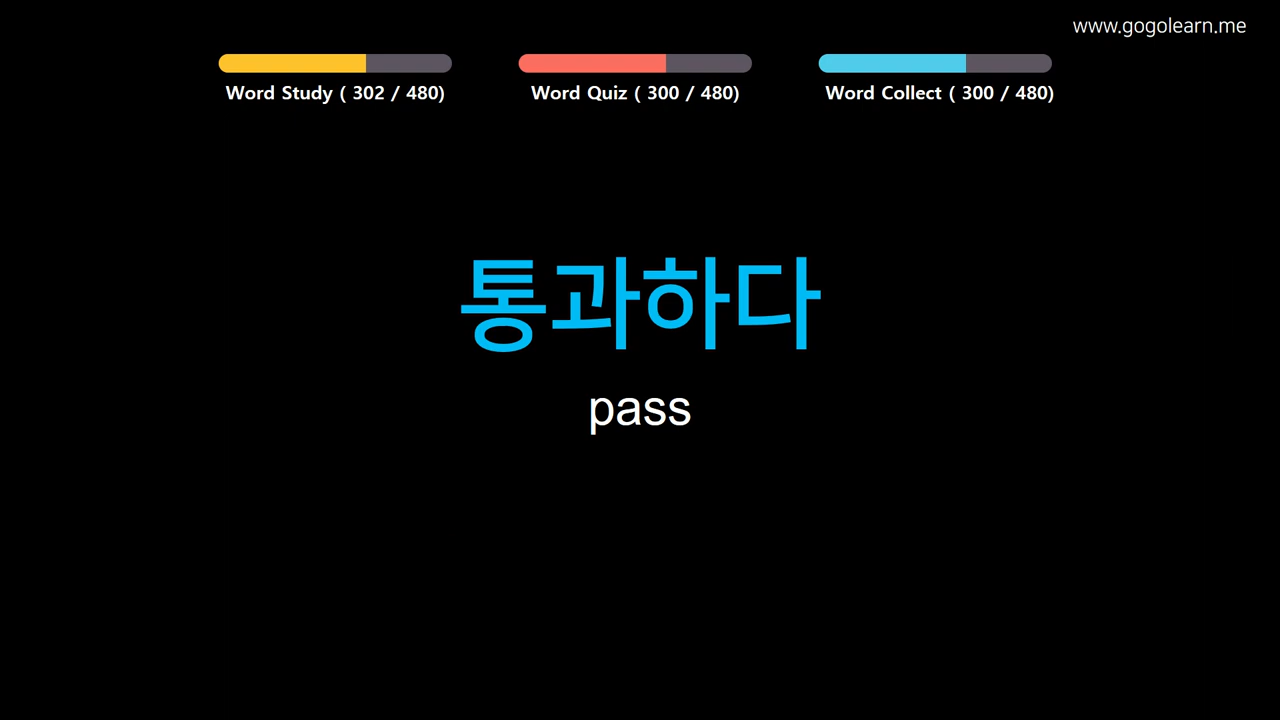 www.gogolearn.me
Word Study ( 302 / 480)
Word Quiz ( 300 / 480)
Word Collect ( 300 / 480)
통과하다
pass